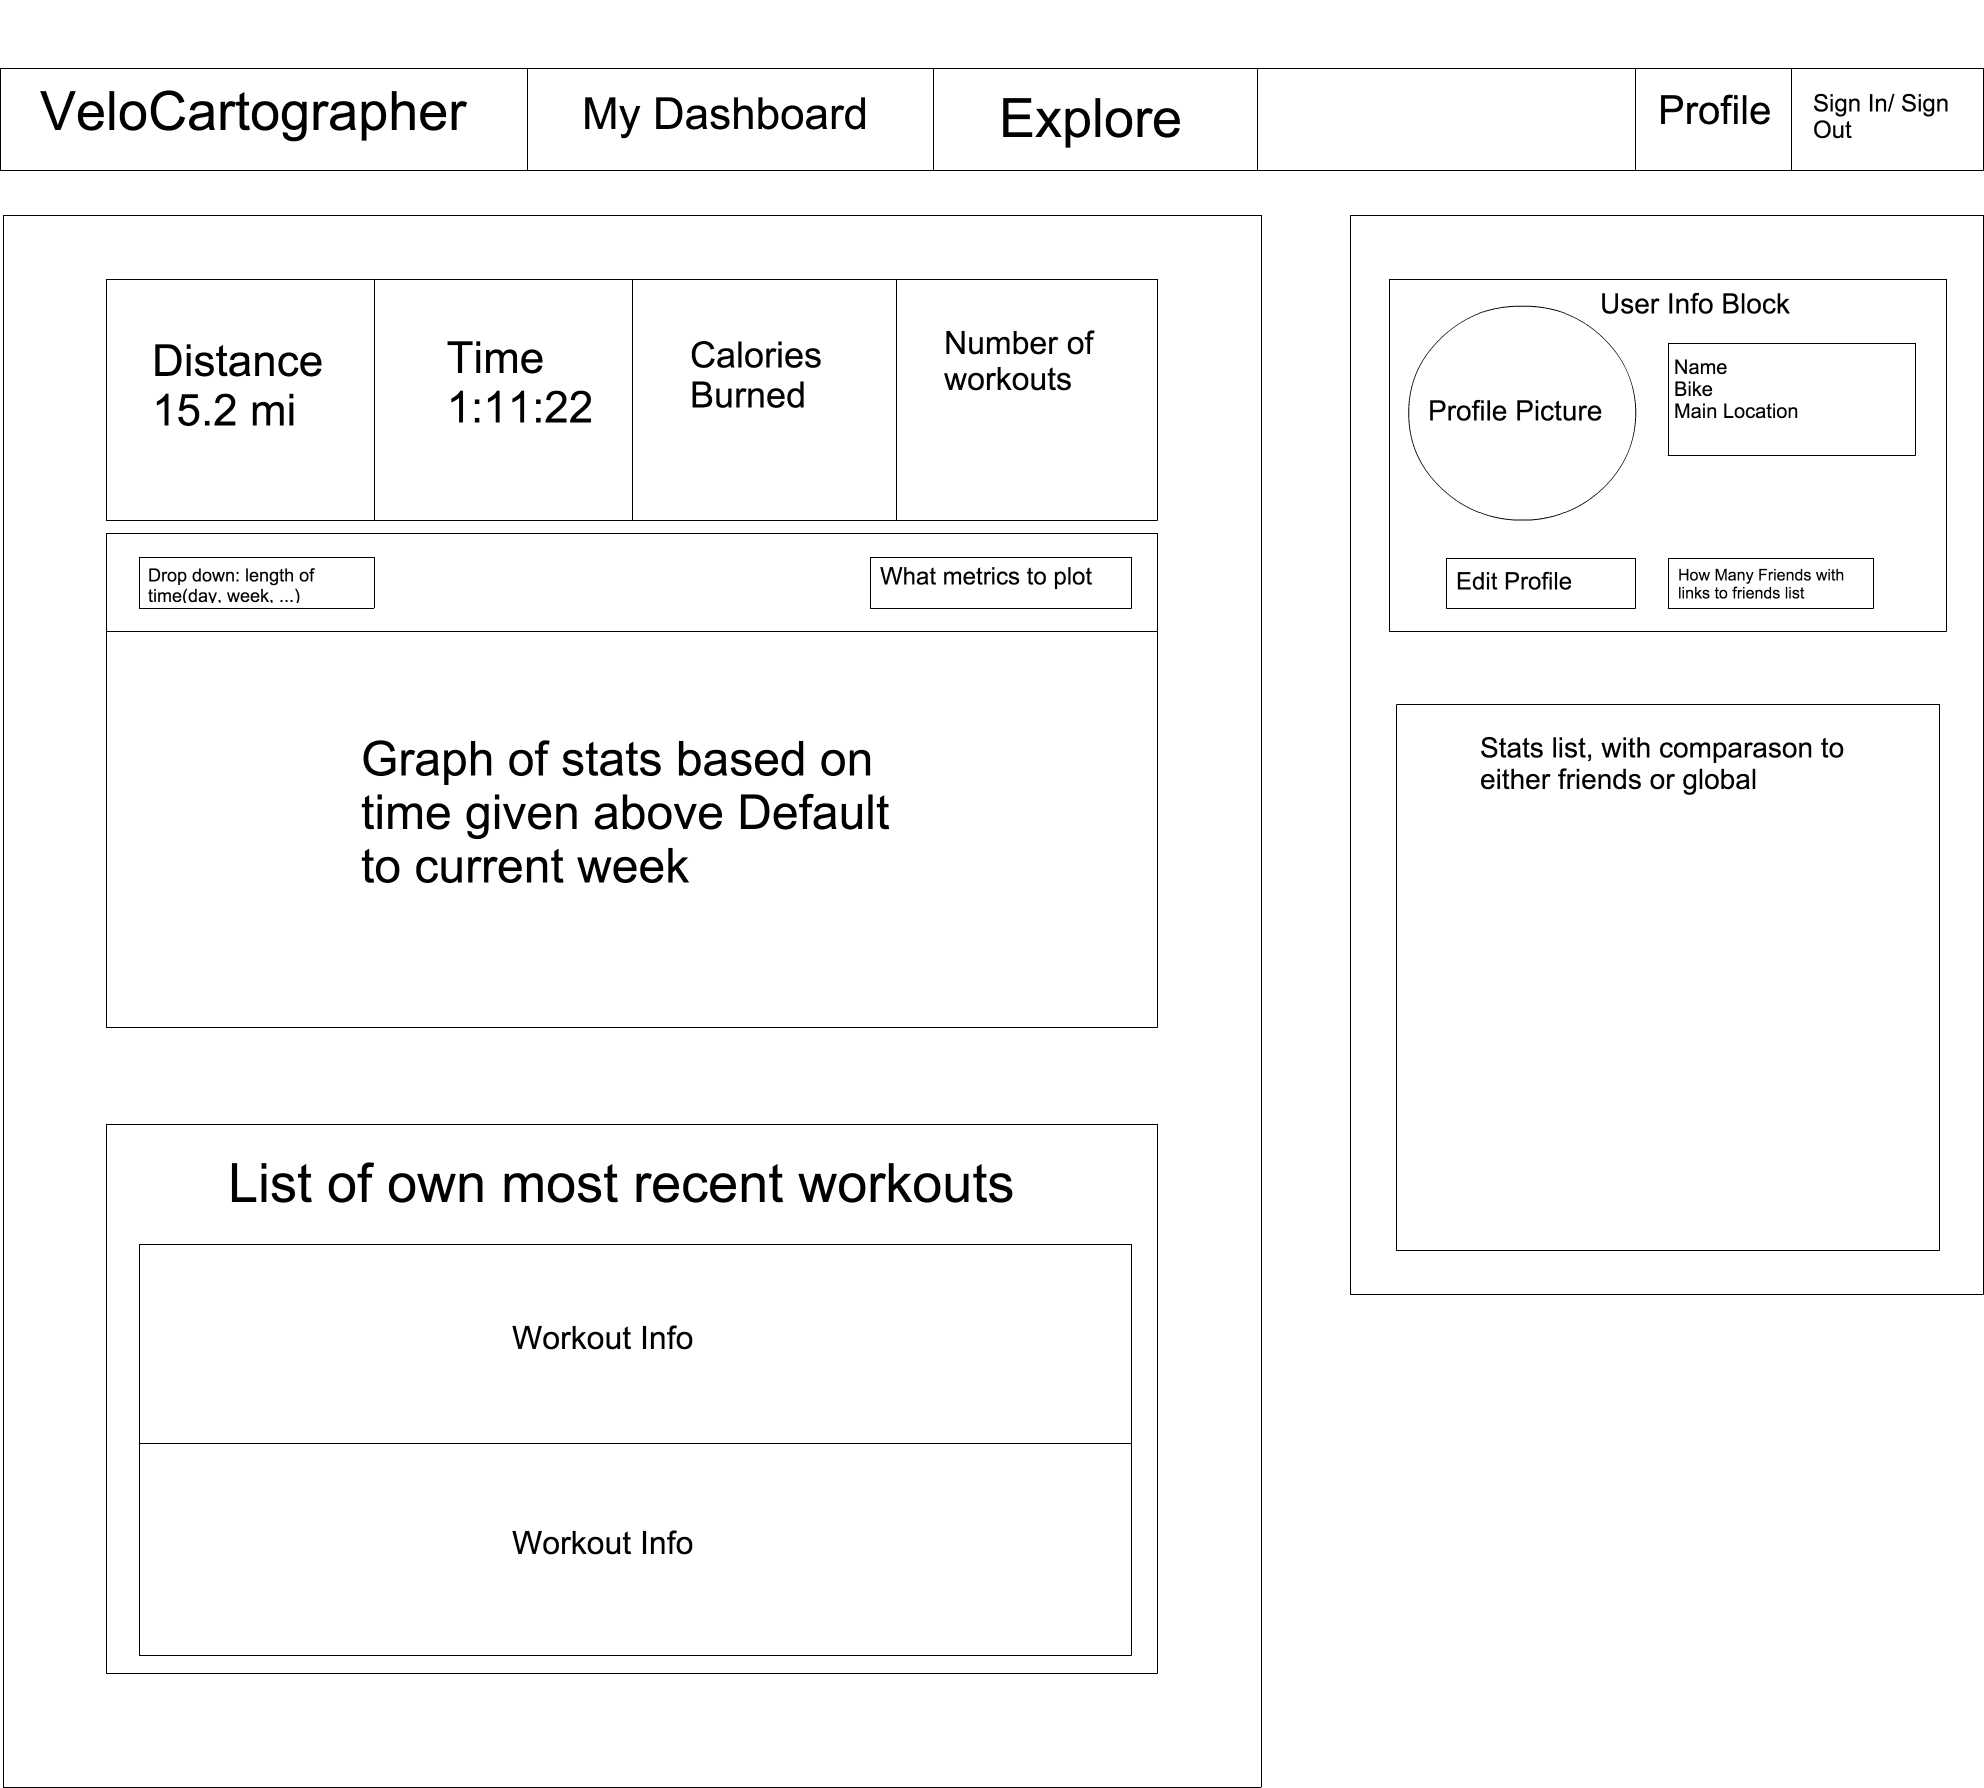 VeloCartographer
My Dashboard
Explore
Profile
Sign In/ Sign
Out
Distance
15.2 mi
Time
1:11:22
Calories
Burned
Number of
workouts
Drop down: length of
time(day, week, ...)
What metrics to plot
Graph of stats based on
time given above Default
to current week
List of own most recent workouts
Workout Info
Workout Info
User Info Block
Profile Picture
Name
Bike
Main Location
Edit Profile
How Many Friends with
links to friends list
Stats list, with comparason to
either friends or global